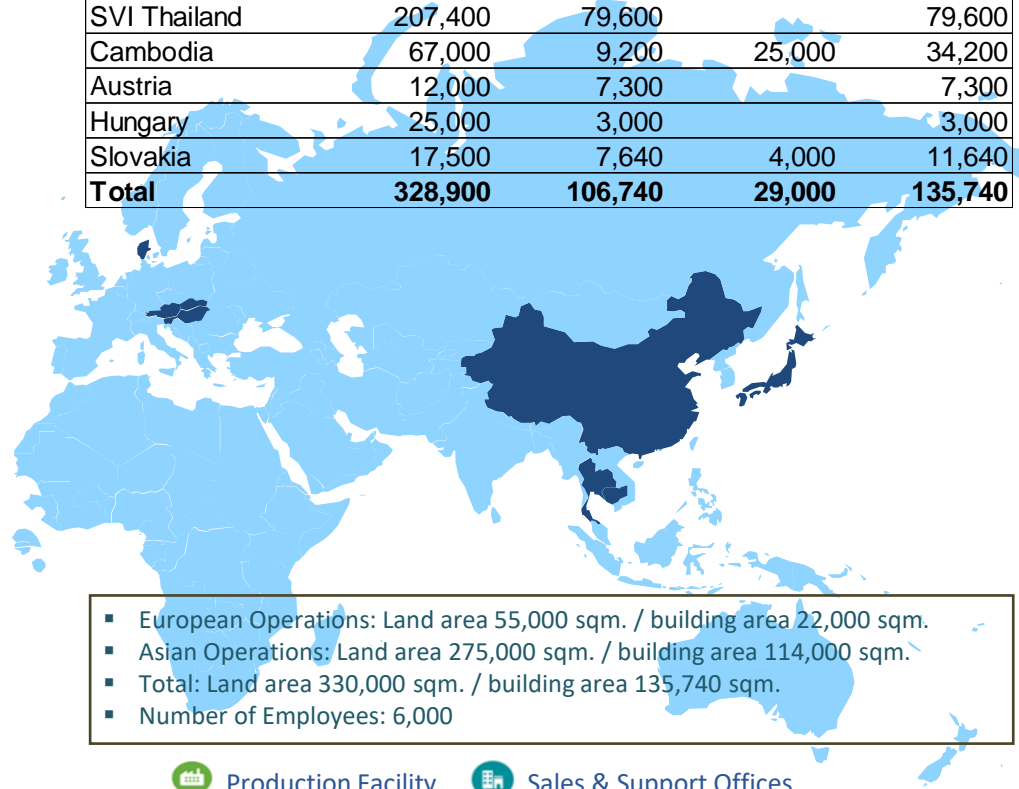 SVI Thailand 207,400 79,600 79,600
Cambodia 67,000 9,200 25,000 34,200
Austria 12,000 7,300 7,300
Hungary 25,000 3,000 3,000
Slovakia 17,500 7,640 4,000 11,640
Total 328,900 106,740 29,000 135,740
▪ European Operations: Land area 55,000 sqm. / building area 22,000 sqm.
▪ Asian Operations: Land area 275,000 sqm. / building area 114,000 sqm.
▪ Total: Land area 330,000 sqm. / building area 135,740 sqm.
▪ Number of Employees: 6,000
Production Facility Sales & Support Offices